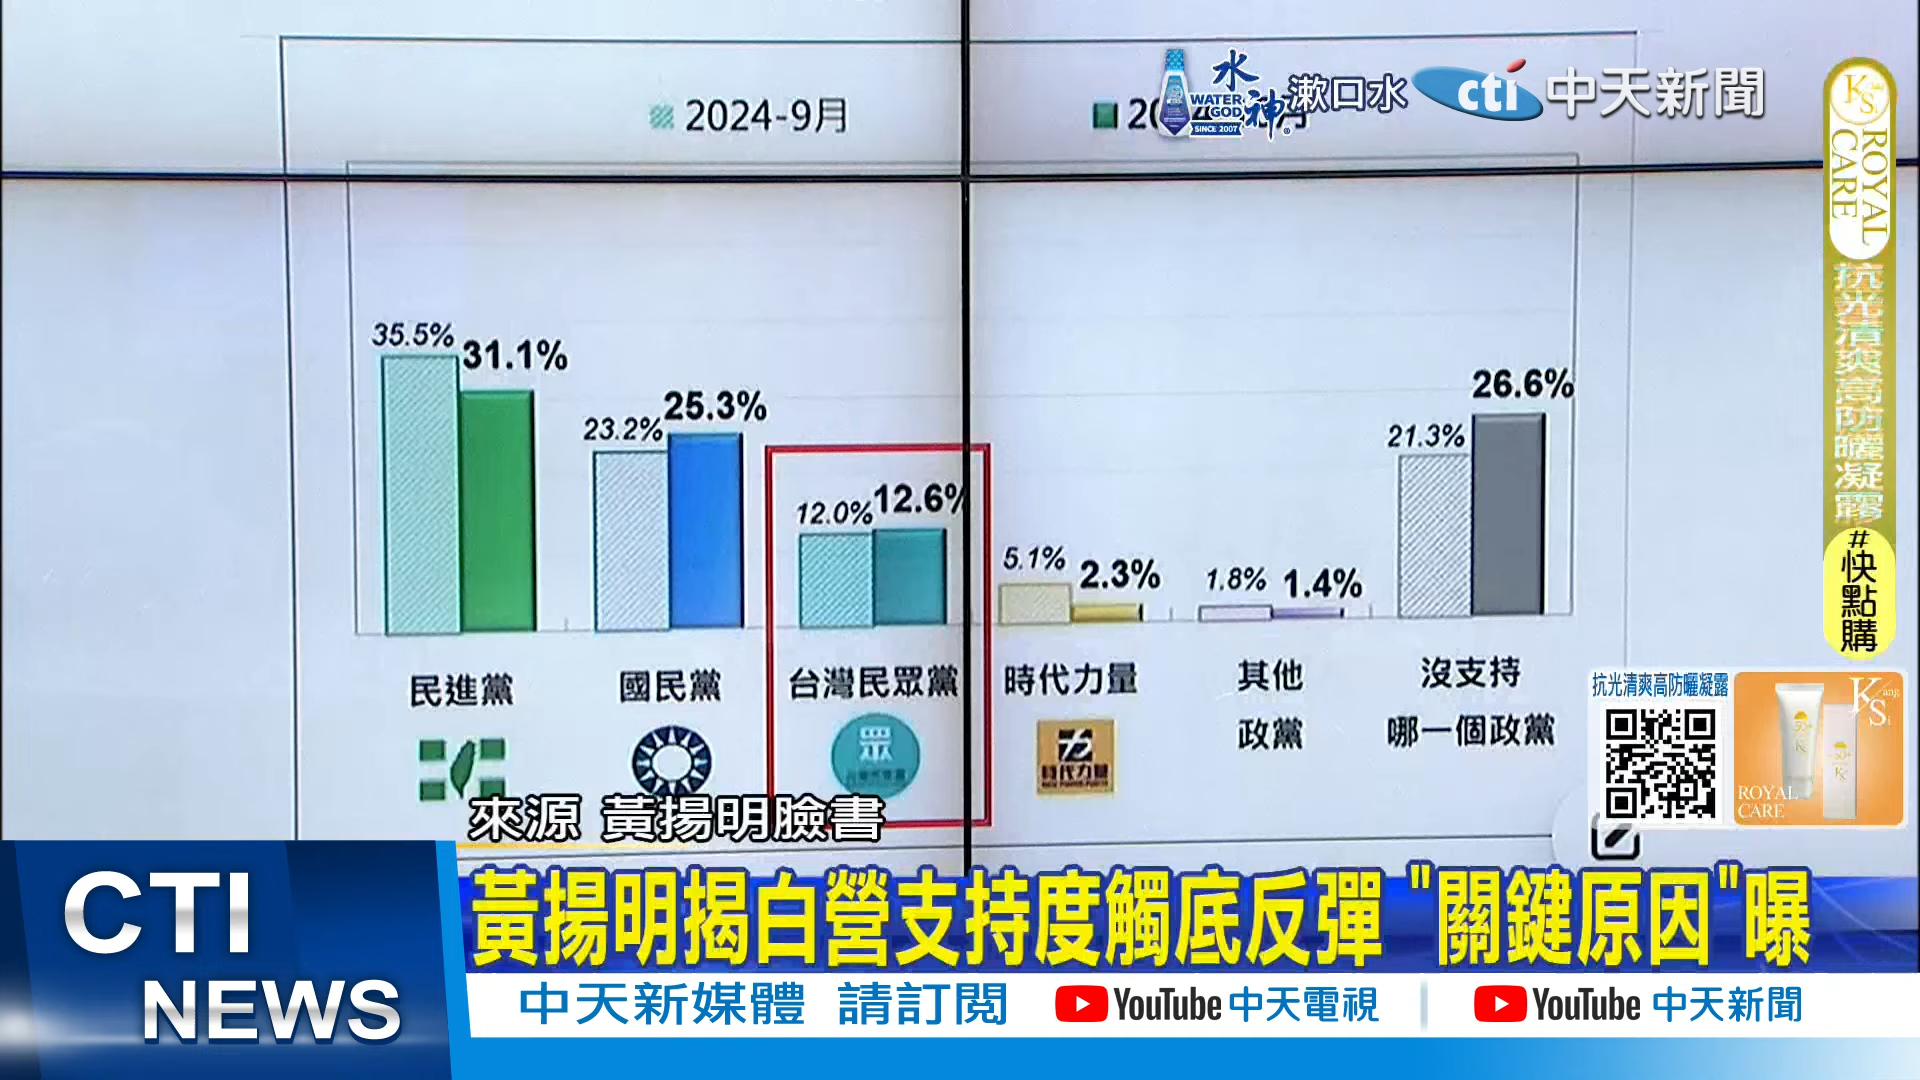 2024-9月
水神
WATER GOD
SINCE 2007
漱口水
cti 中天新聞
KS
ROYAL CARE
抗光清爽高防曬凝露
#快點購
35.5%
31.1%
23.2%
25.3%
12.0%
12.6%
5.1%
2.3%
1.8%
1.4%
21.3%
26.6%
民進黨
國民黨
台灣民眾黨
時代力量
其他
政黨
沒支持
哪一個政黨
眾
時代力量
抗光清爽高防曬凝露
ROYAL
CARE
來源 黃揚明臉書
黃揚明揭白營支持度觸底反彈 "關鍵原因"曝
CTI
NEWS
中天新媒體 請訂閱 YouTube 中天電視 YouTube 中天新聞